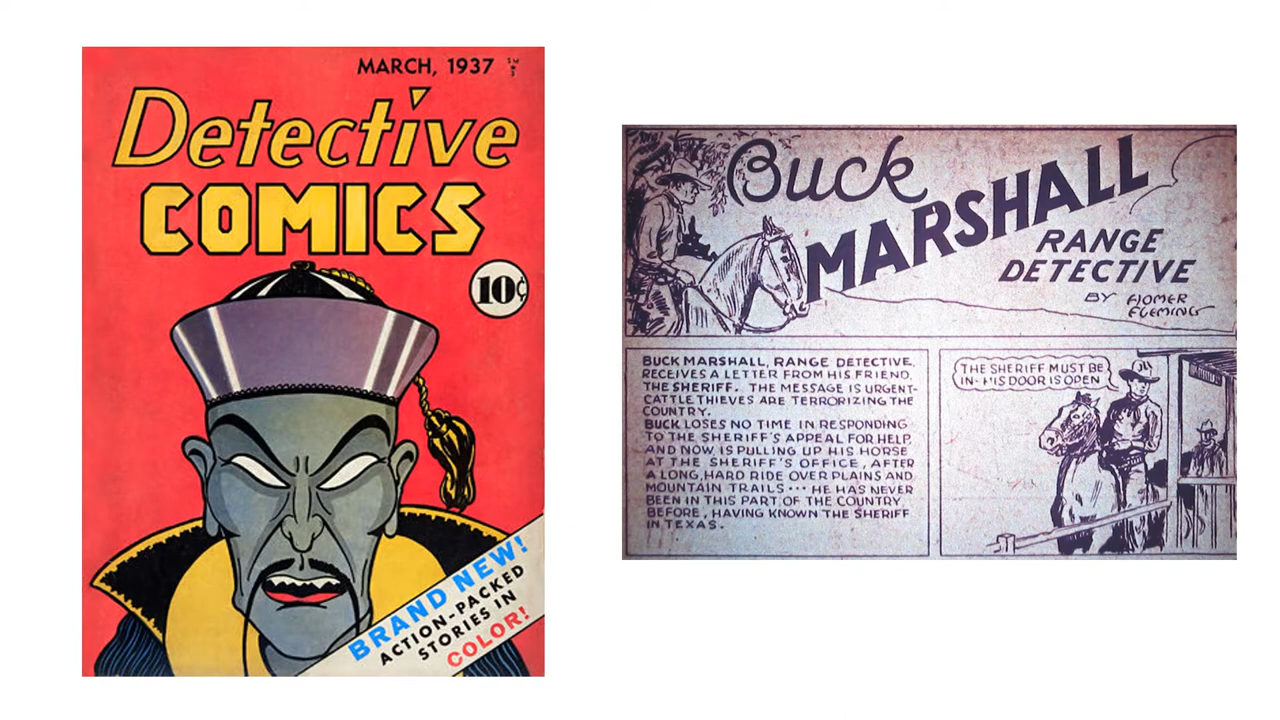 MARCH, 1937
Detective
COMICS
10¢
BRAND NEW!
ACTION-PACKED
STORIES IN
COLOR!
Buck
MARSHALL
RANGE
DETECTIVE
BY HOMER
FLEMING
BUCK MARSHALL, RANGE DETECTIVE,
RECEIVES A LETTER FROM HIS FRIEND,
THE SHERIFF. THE MESSAGE IS URGENT-
CATTLE THIEVES ARE TERRORIZING THE
COUNTRY.
BUCK LOSES NO TIME IN RESPONDING
TO THE SHERIFF'S APPEAL FOR HELP,
AND NOW IS PULLING UP HIS HORSE
AT THE SHERIFF'S OFFICE, AFTER
A LONG, HARD RIDE OVER PLAINS AND
MOUNTAIN TRAILS ··· HE HAS NEVER
BEEN IN THIS PART OF THE COUNTRY
BEFORE, HAVING KNOWN THE SHERIFF
IN TEXAS.
THE SHERIFF MUST BE
IN- HIS DOOR IS OPEN